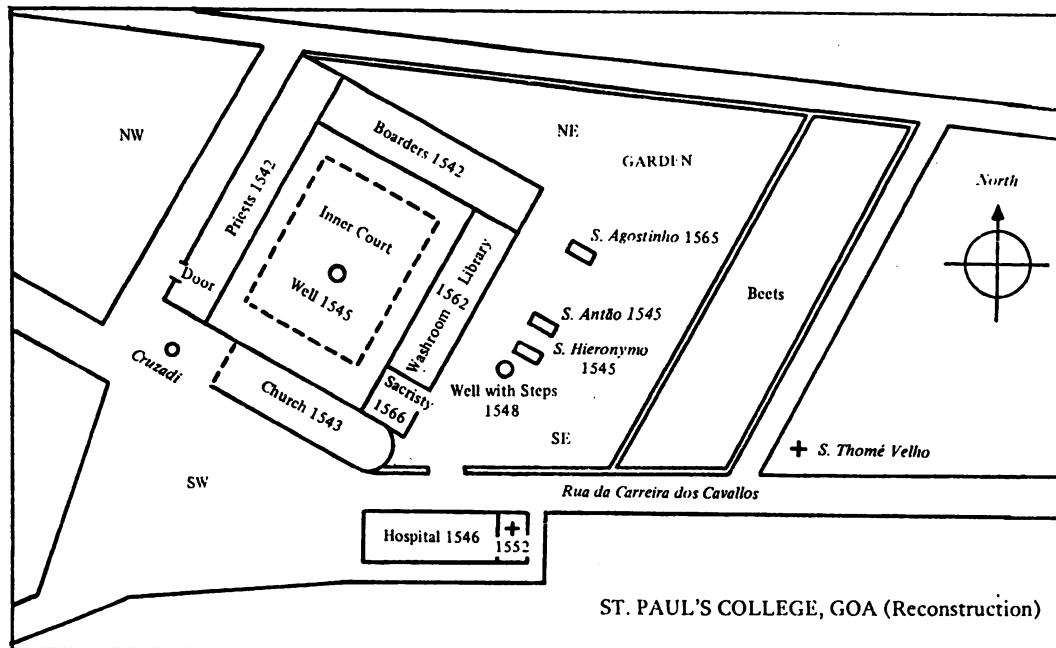 NW
NE
GARDEN
North
Boarders 1542
Priests 1542
Inner Court
Well 1545
Library
1562
Washroom
S. Agostinho 1565
Beets
Door
S. Antão 1545
S. Hieronymo
1545
Cruzadi
Well with Steps
1548
Sacristy
1566
Church 1543
SE
S. Thomé Velho
SW
Rua da Carreira dos Cavallos
Hospital 1546
1552
ST. PAUL'S COLLEGE, GOA (Reconstruction)